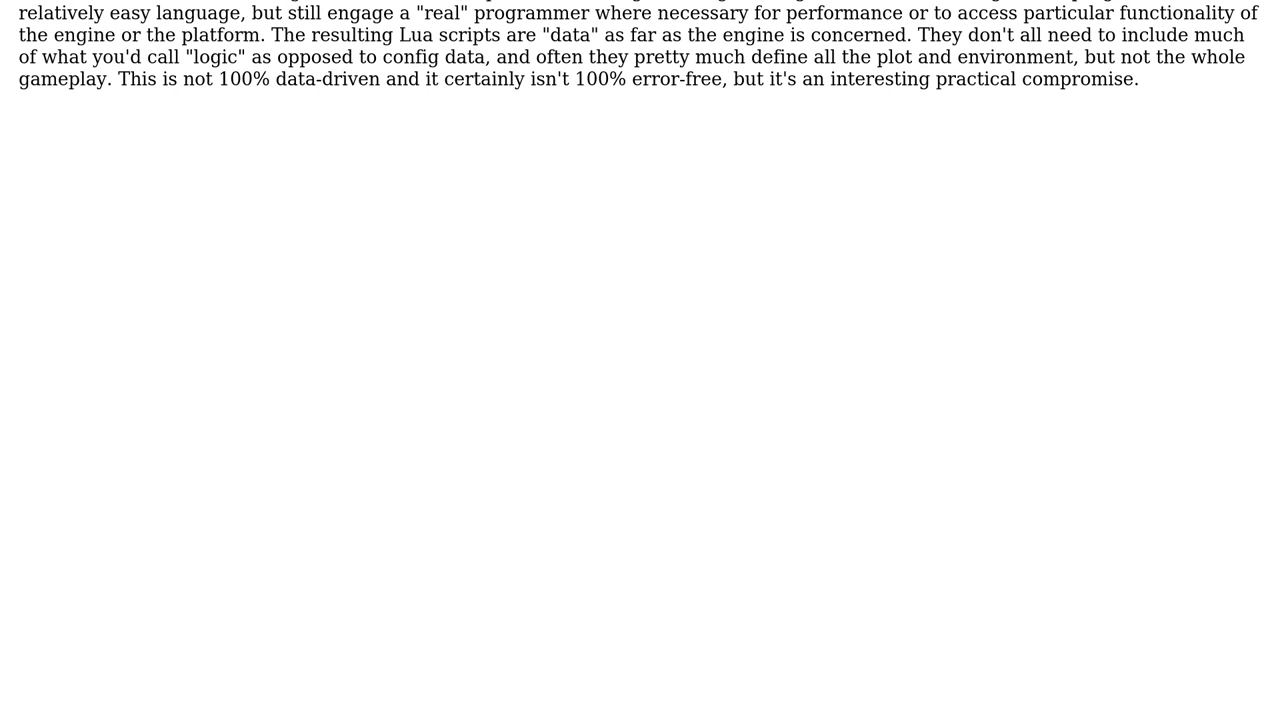 relatively easy language, but still engage a "real" programmer where necessary for performance or to access particular functionality of
the engine or the platform. The resulting Lua scripts are "data" as far as the engine is concerned. They don't all need to include much
of what you'd call "logic" as opposed to config data, and often they pretty much define all the plot and environment, but not the whole
gameplay. This is not 100% data-driven and it certainly isn't 100% error-free, but it's an interesting practical compromise.